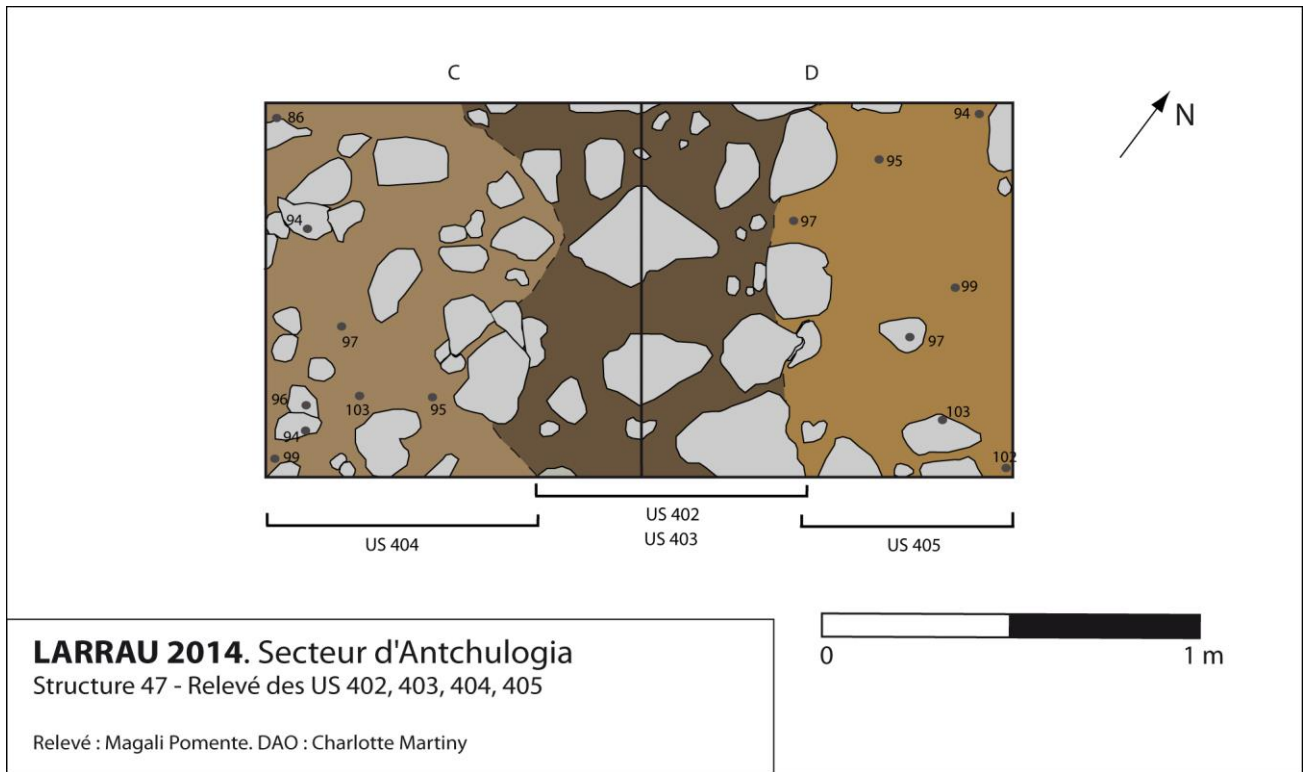 C
D
N
86
94
95
94
97
99
97
97
96
103
95
94
103
99
102
US 402
US 403
US 404
US 405
0
1 m
LARRAU 2014. Secteur d'Antchulogia
Structure 47 - Relevé des US 402, 403, 404, 405
Relevé : Magali Pomente. DAO : Charlotte Martiny